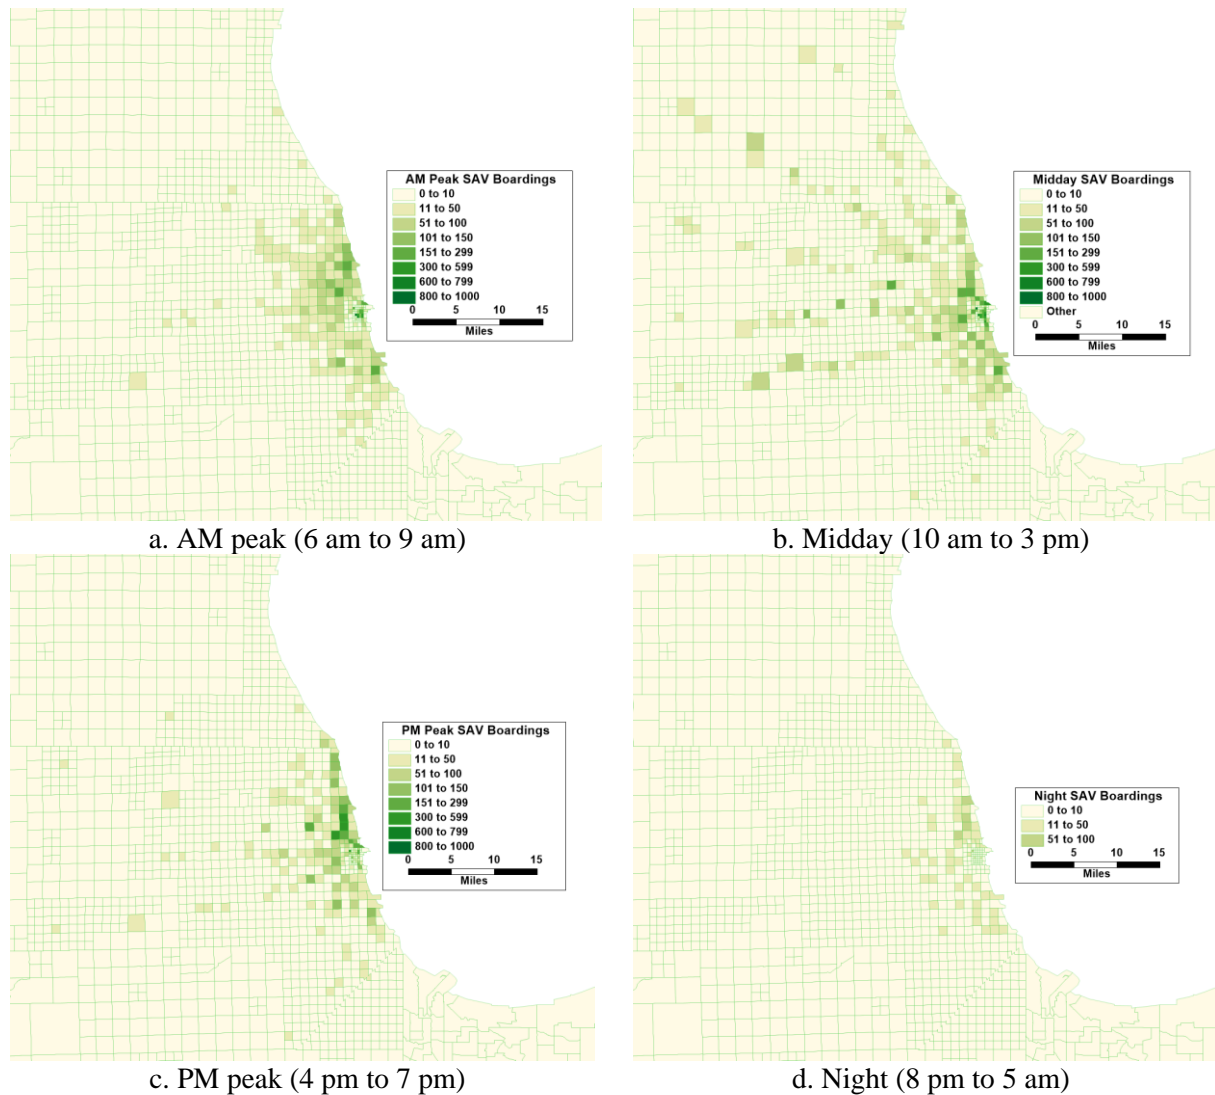 AM Peak SAV Boardings
0 to 10
11 to 50
51 to 100
101 to 150
151 to 299
300 to 599
600 to 799
800 to 1000
0 5 10 15
Miles
Midday SAV Boardings
0 to 10
11 to 50
51 to 100
101 to 150
151 to 299
300 to 599
600 to 799
800 to 1000
Other
0 5 10 15
Miles
a. AM peak (6 am to 9 am)
b. Midday (10 am to 3 pm)
PM Peak SAV Boardings
0 to 10
11 to 50
51 to 100
101 to 150
151 to 299
300 to 599
600 to 799
800 to 1000
0 5 10 15
Miles
Night SAV Boardings
0 to 10
11 to 50
51 to 100
0 5 10 15
Miles
c. PM peak (4 pm to 7 pm)
d. Night (8 pm to 5 am)